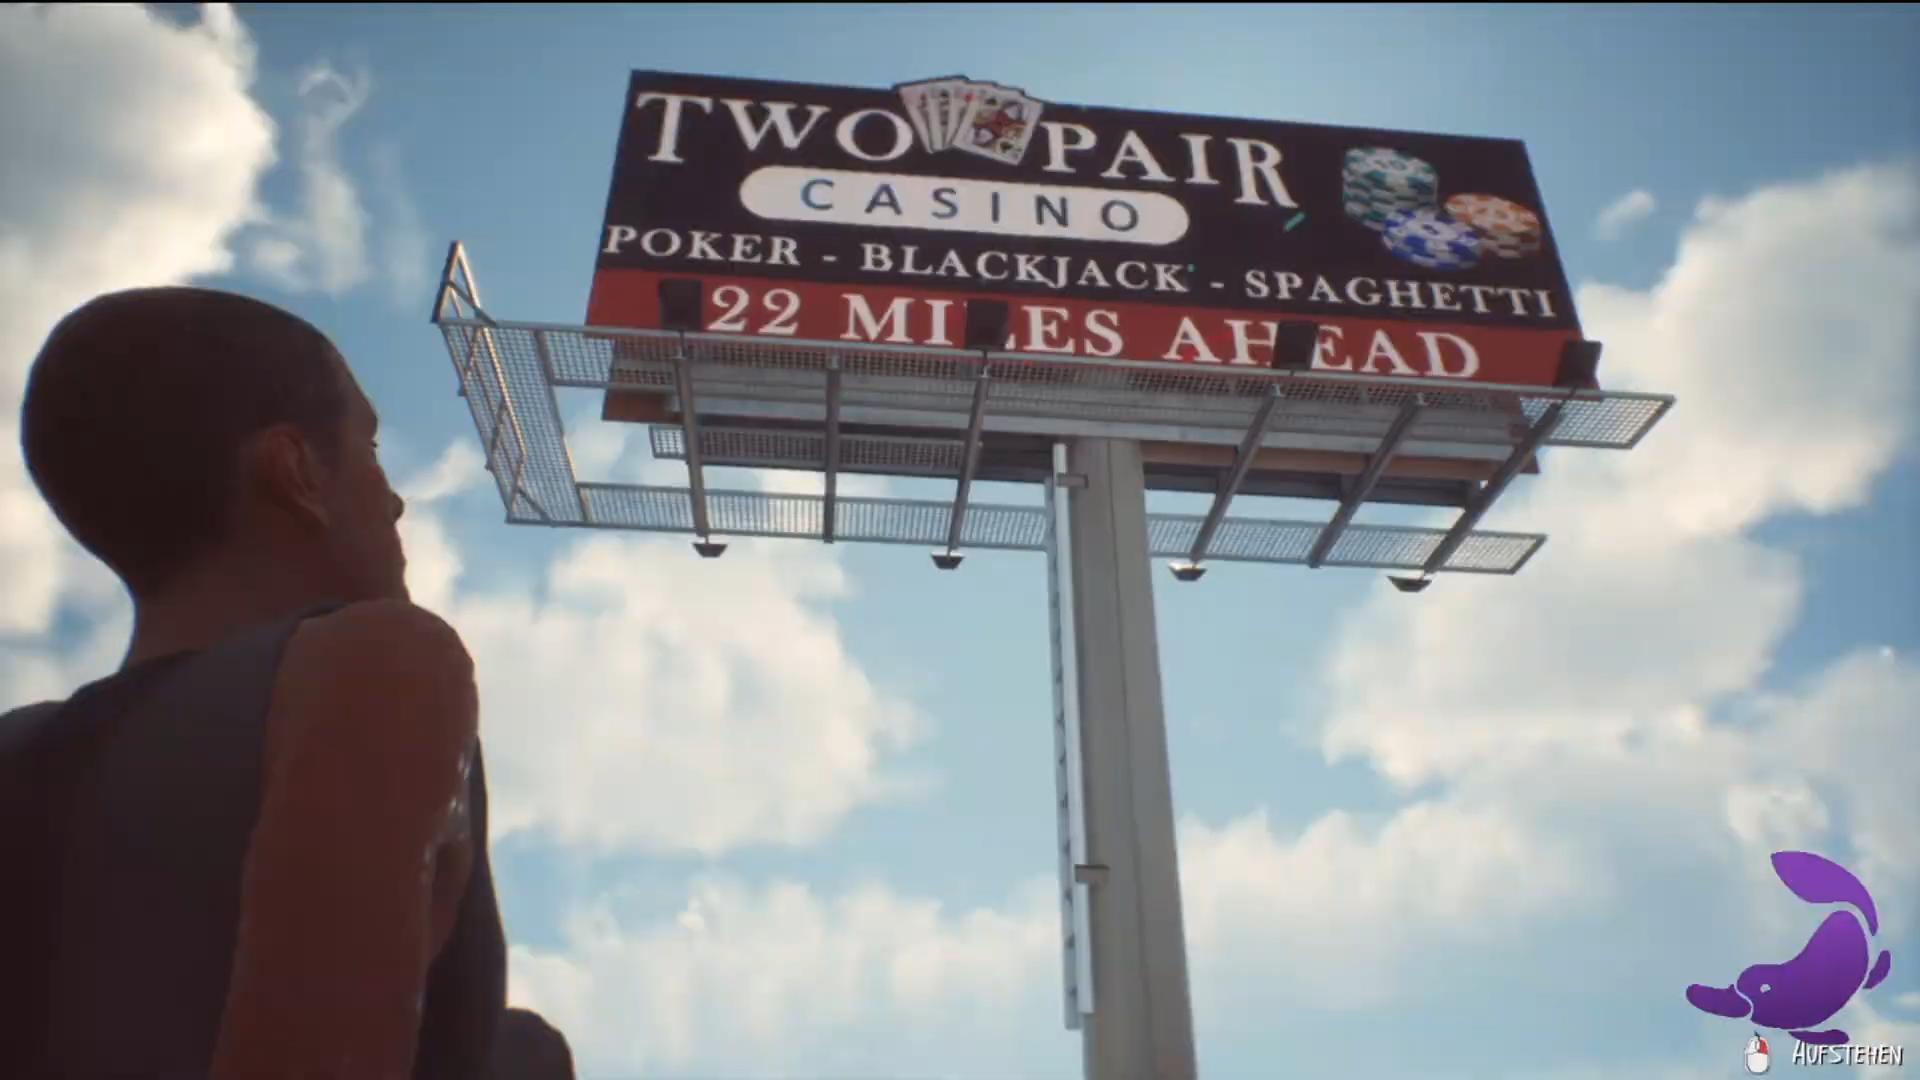 TWO PAIR
CASINO
POKER - BLACKJACK - SPAGHETTI
22 MILES AHEAD
AUFSTEHEN